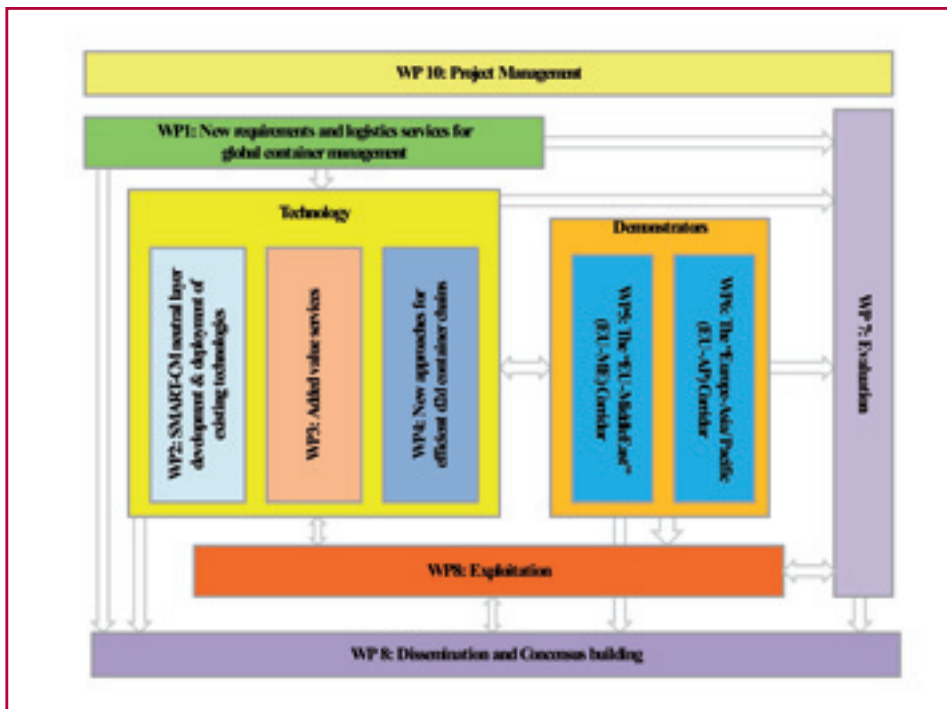 WP 10: Project Management
WP1: New requirements and logistics services for
global container management
Technology
WP2: SMART-CM neutral layer
development & deployment of
existing technologies
WP3: Added value services
WP4: New approaches for
efficient d2d container chains
Demonstrators
WP5: The "EU-MiddleEast"
(EU-ME) Corridor
WP6: The "Europe-Asia/Pacific
(EU-AP) Corridor
WP 7: Evaluation
WP8: Exploitation
WP 8: Dissemination and Concensus building